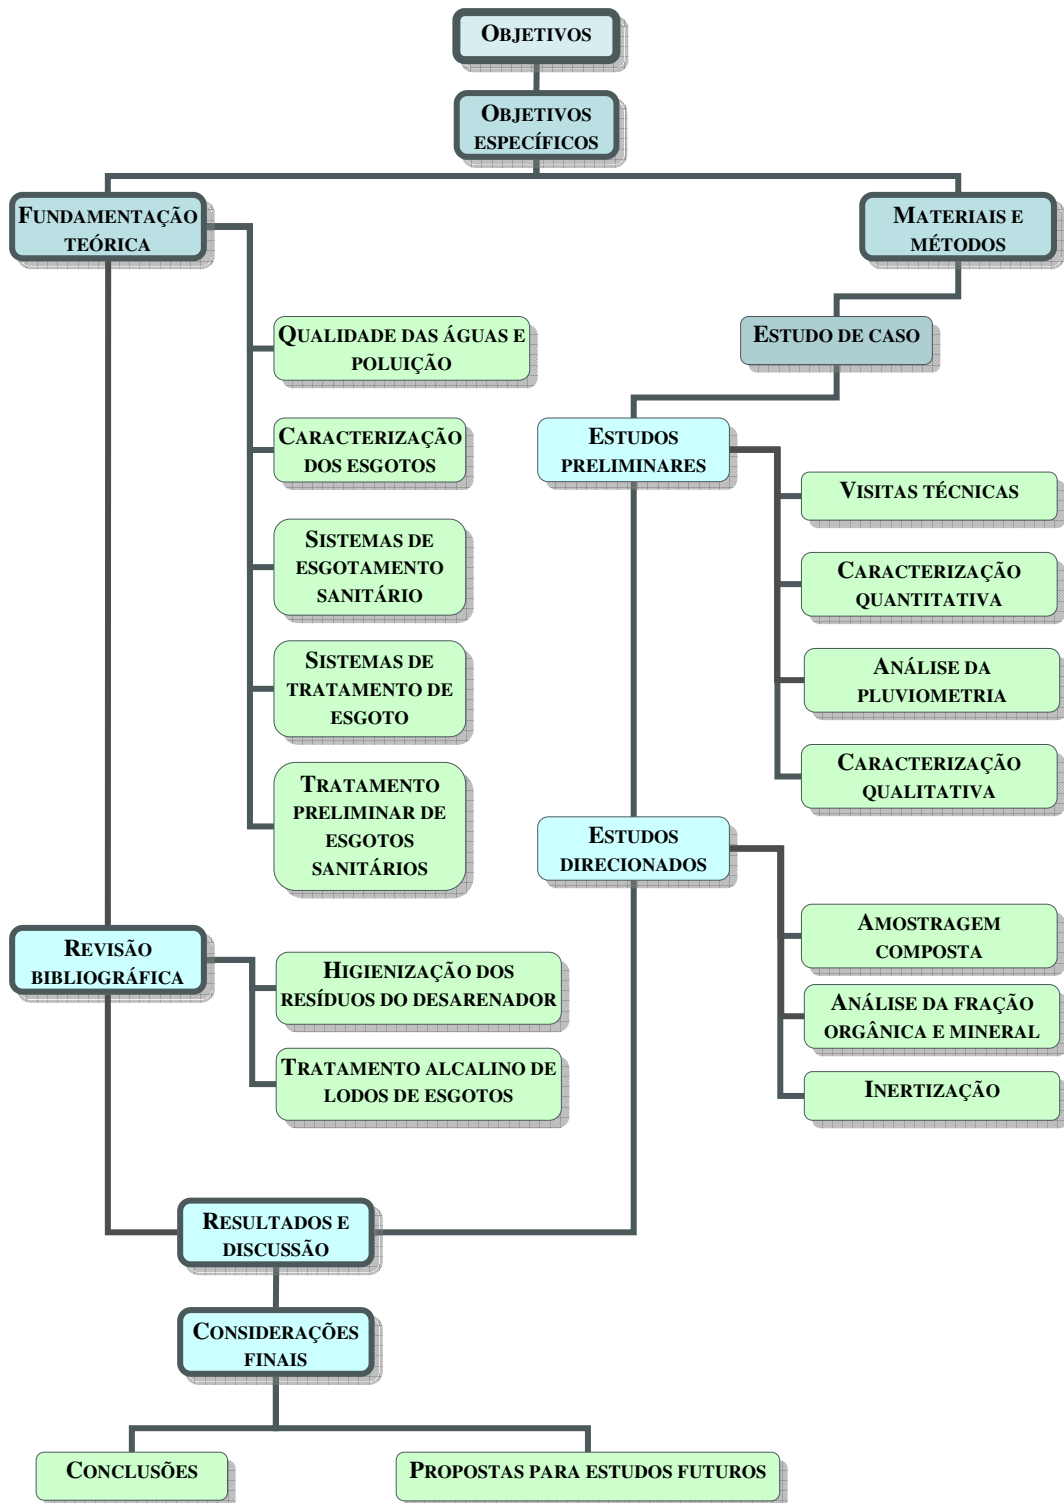 OBJETIVOS
OBJETIVOS
ESPECÍFICOS
FUNDAMENTAÇÃO
TEÓRICA
MATERIAIS E
MÉTODOS
QUALIDADE DAS ÁGUAS E
POLUIÇÃO
CARACTERIZAÇÃO
DOS ESGOTOS
SISTEMAS DE
ESGOTAMENTO
SANITÁRIO
SISTEMAS DE
TRATAMENTO DE
ESGOTO
TRATAMENTO
PRELIMINAR DE
ESGOTOS
SANITÁRIOS
ESTUDO DE CASO
ESTUDOS
PRELIMINARES
VISITAS TÉCNICAS
CARACTERIZAÇÃO
QUANTITATIVA
ANÁLISE DA
PLUVIOMETRIA
CARACTERIZAÇÃO
QUALITATIVA
ESTUDOS
DIRECIONADOS
AMOSTRAGEM
COMPOSTA
ANÁLISE DA FRAÇÃO
ORGÂNICA E MINERAL
INERTIZAÇÃO
REVISÃO
BIBLIOGRÁFICA
HIGIENIZAÇÃO DOS
RESÍDUOS DO DESARENADOR
TRATAMENTO ALCALINO DE
LODOS DE ESGOTOS
RESULTADOS E
DISCUSSÃO
CONSIDERAÇÕES
FINAIS
CONCLUSÕES
PROPOSTAS PARA ESTUDOS FUTUROS